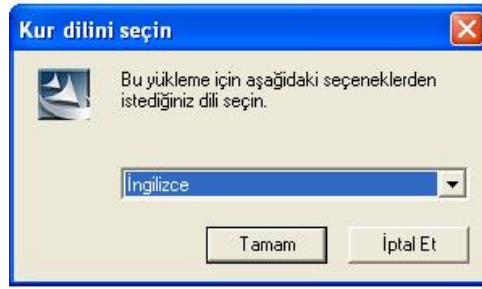 Kur dilini seçin
Bu yükleme için aşağıdaki seçeneklerden
istediğiniz dili seçin.
İngilizce
Tamam
İptal Et